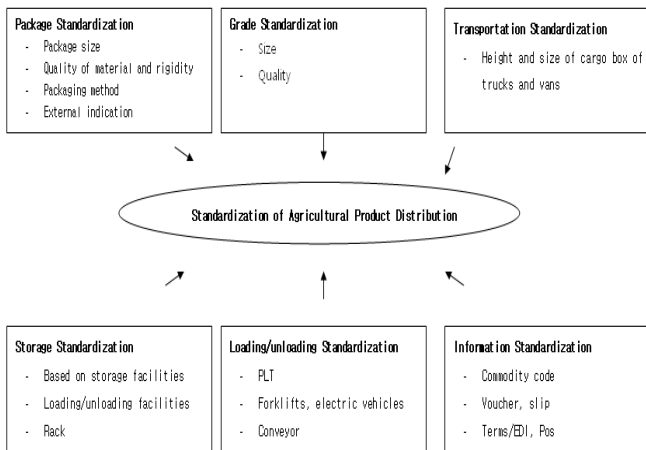 Package Standardization
- Package size
- Quality of material and rigidity
- Packaging method
- External indication
Grade Standardization
- Size
- Quality
Transportation Standardization
- Height and size of cargo box of
trucks and vans
Standardization of Agricultural Product Distribution
Storage Standardization
- Based on storage facilities
- Loading/unloading facilities
- Rack
Loading/unloading Standardization
- PLT
- Forklifts, electric vehicles
- Conveyor
Information Standardization
- Commodity code
- Voucher, slip
- Terms/EDI, Pos